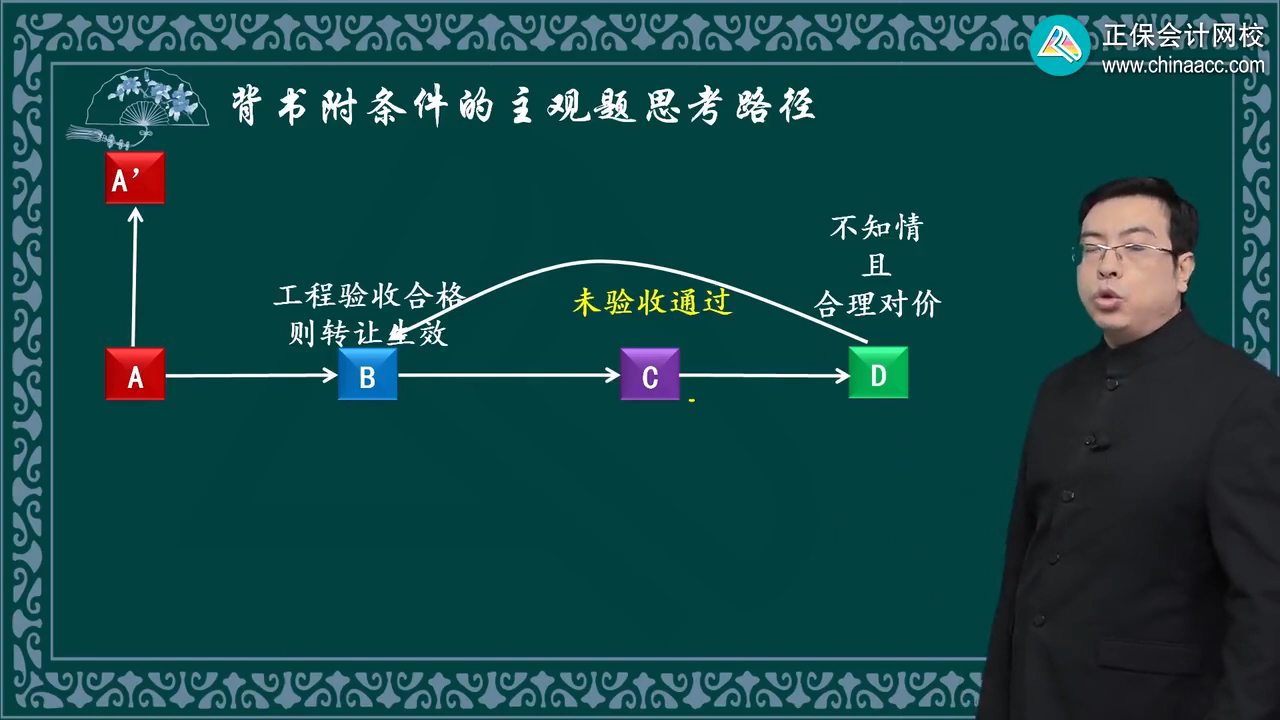 正保会计网校
www.chinaacc.com
背书附条件的主观题思考路径
A’
不知情
且
合理对价
工程验收合格
则转让生效
未验收通过
A
B
C
D